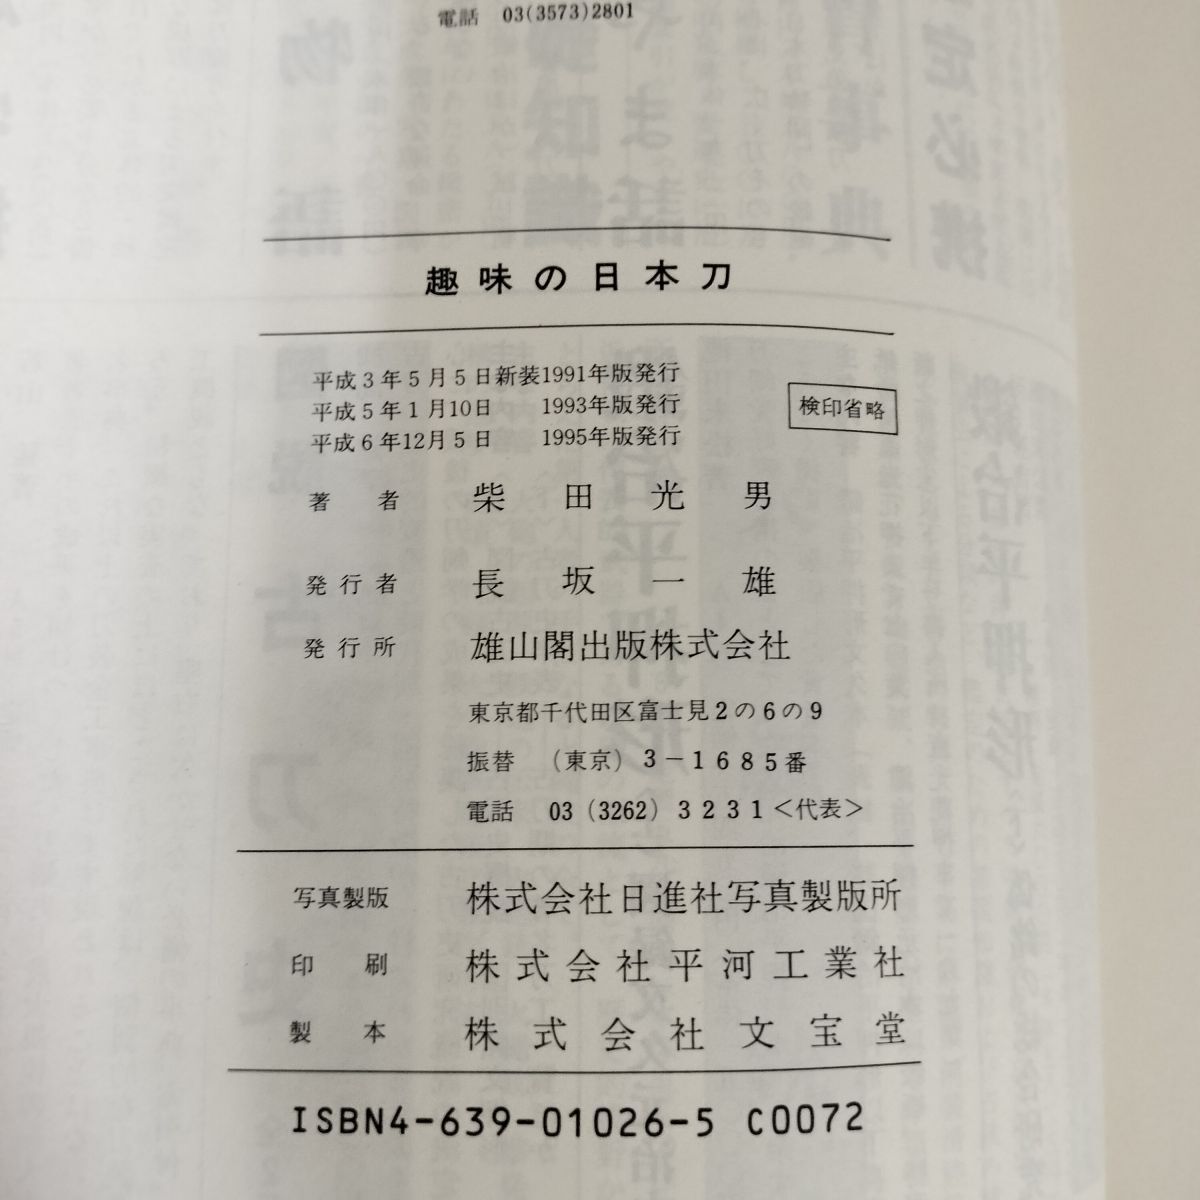 電話 03(3573)2801
趣味の日本刀
平成3年5月5日新装1991年版発行
平成5年1月10日 1993年版発行
平成6年12月5日 1995年版発行
検印省略
著者 柴田光男
発行者 長坂一雄
発行所 雄山閣出版株式会社
東京都千代田区富士見2の6の9
振替 (東京) 3-1685番
電話 03(3262)3231<代表>
写真製版 株式会社日進社写真製版所
印刷 株式会社平河工業社
製本 株式会社文宝堂
ISBN4-639-01026-5 C0072